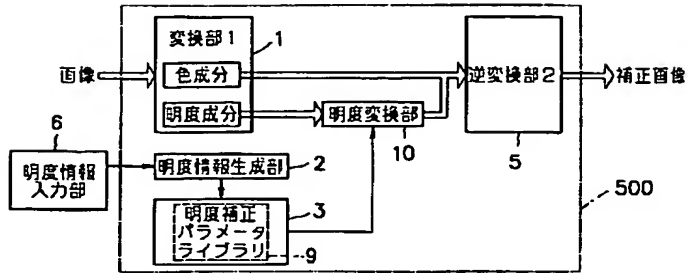 変換部1
1
画像
色成分
逆変換部2
補正画像
明度成分
明度変換部
6
10
5
明度情報
入力部
明度情報生成部
2
500
3
明度補正
パラメータ
ライブラリ
9